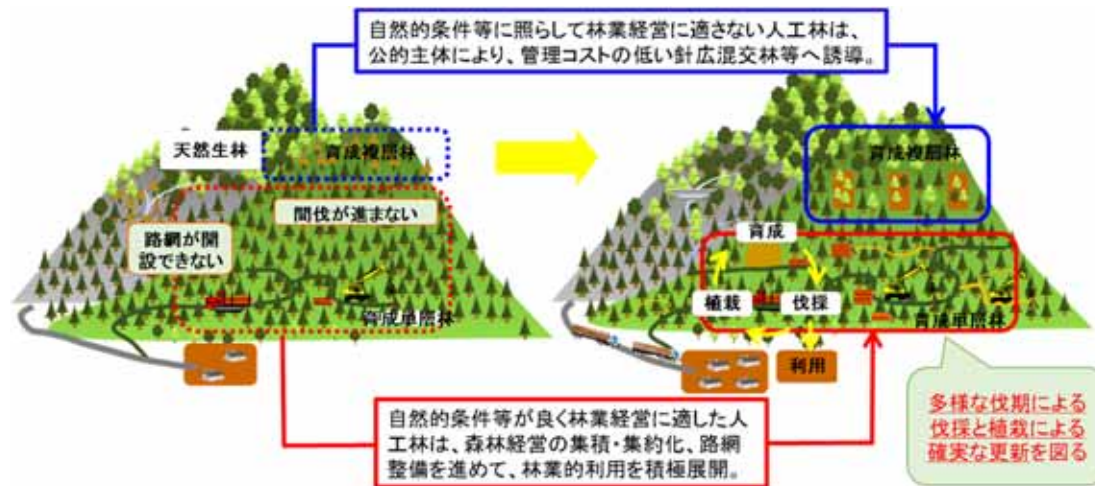 自然的条件等に照らして林業経営に適さない人工林は、
公的主体により、管理コストの低い針広混交林等へ誘導。
天然生林
育成複層林
間伐が進まない
路網が開
設できない
育成単層林
育成複層林
育成
植栽
伐採
育成単層林
利用
自然的条件等が良く林業経営に適した人
工林は、森林経営の集積・集約化、路網
整備を進めて、林業的利用を積極展開。
多様な伐期による
伐採と植栽による
確実な更新を図る